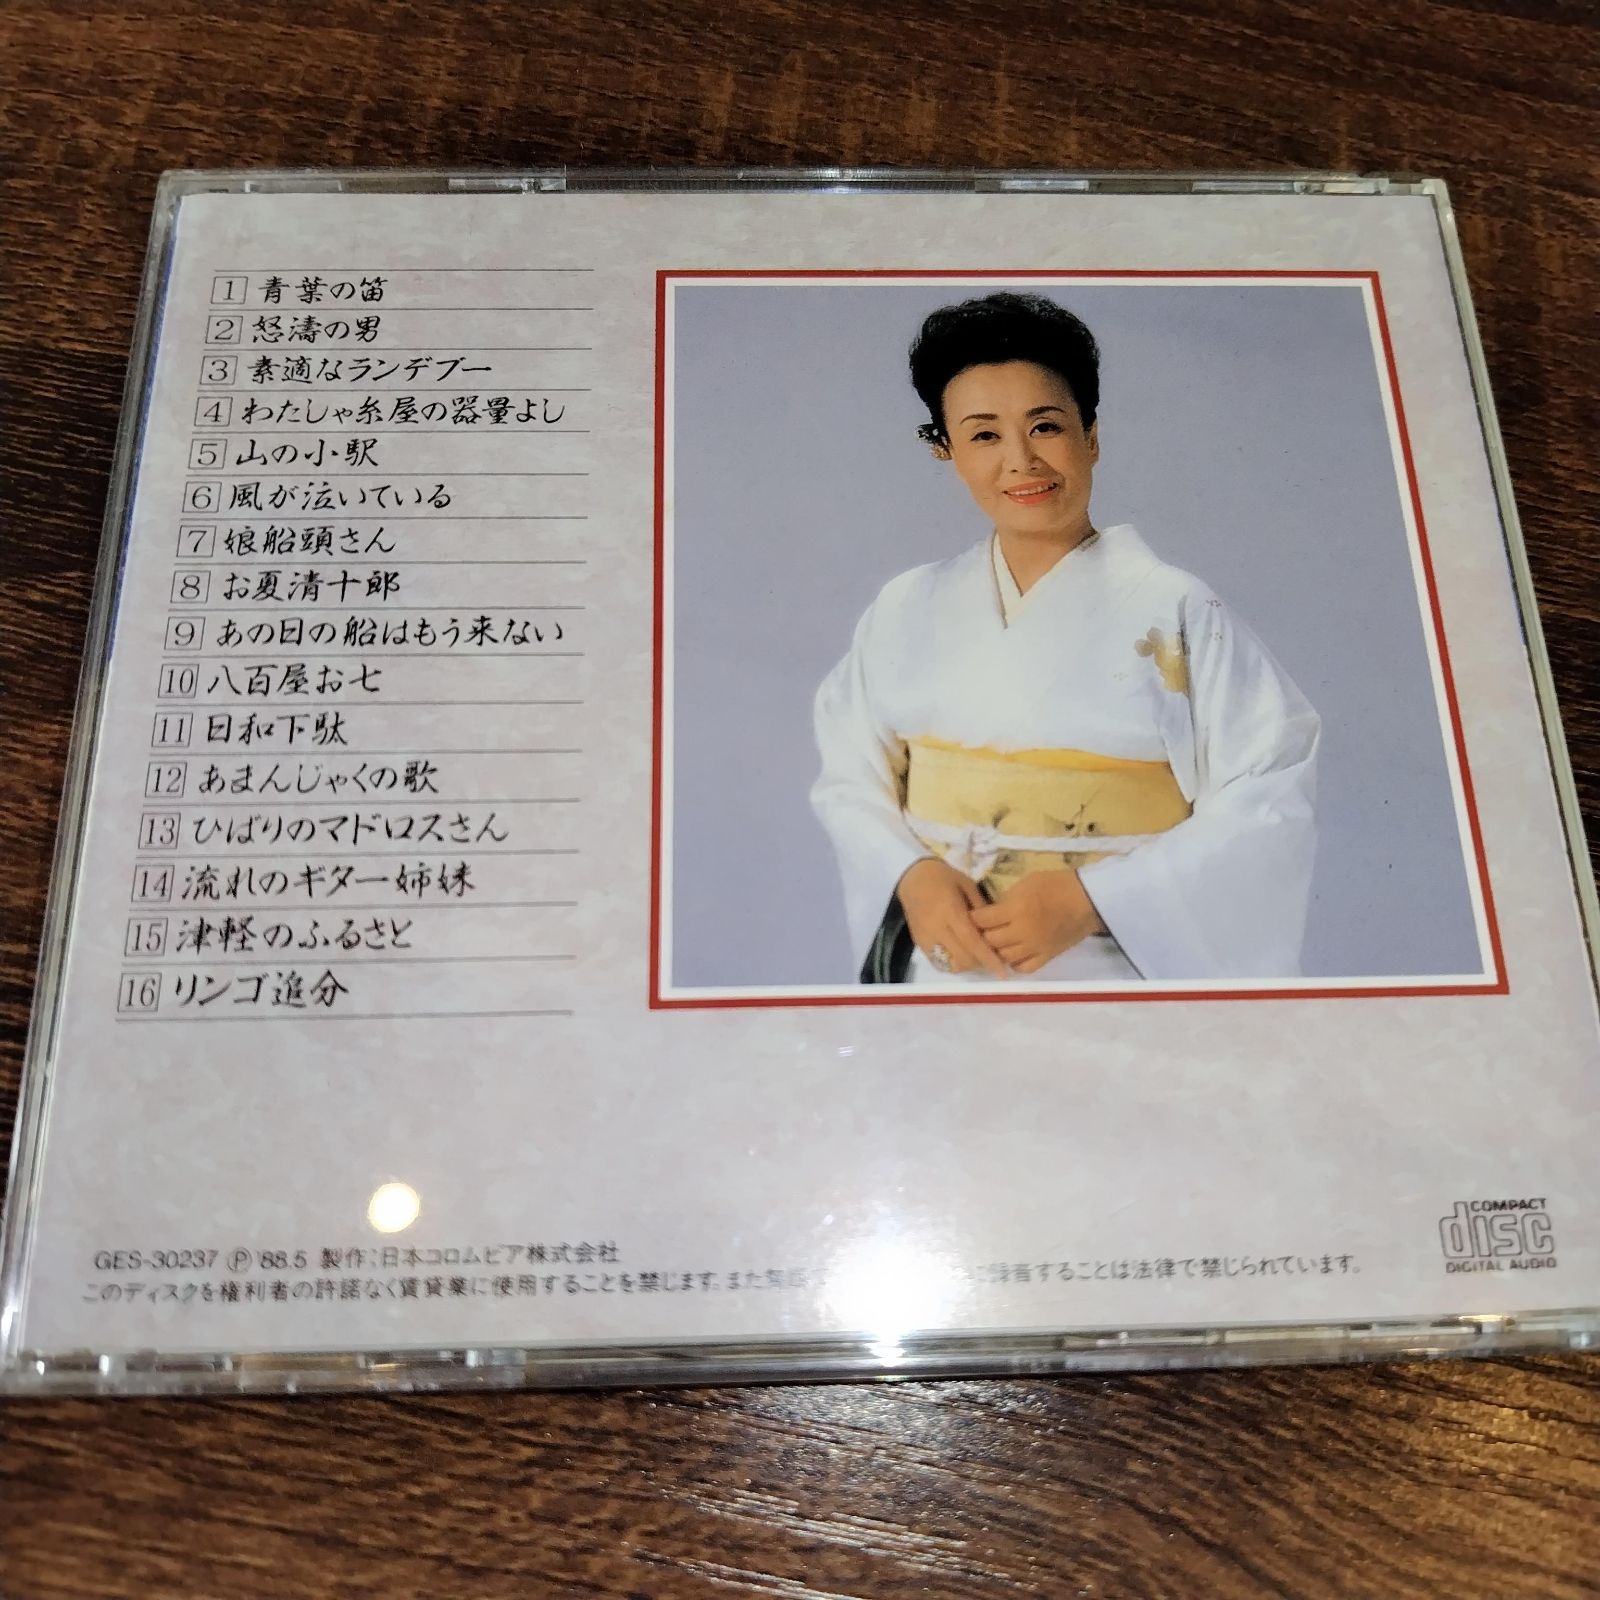 1 青葉の笛
2 怒濤の男
3 素適なランデブー
4 わたしゃ糸屋の器量よし
5 山の小駅
6 風が泣いている
7 娘船頭さん
8 お夏清十郎
9 あの日の船はもう来ない
10 八百屋お七
11 日和下駄
12 あまんじゃくの歌
13 ひばりのマドロスさん
14 流れのギター姉妹
15 津軽のふるさと
16 リンゴ追分
GES-30237 Ⓟ'88.5 製作:日本コロムビア株式会社
このディスクを権利者の許諾なく賃貸業に使用することを禁じます。また無断 録音することは法律で禁じられています。
COMPACT
disc
DIGITAL AUDIO